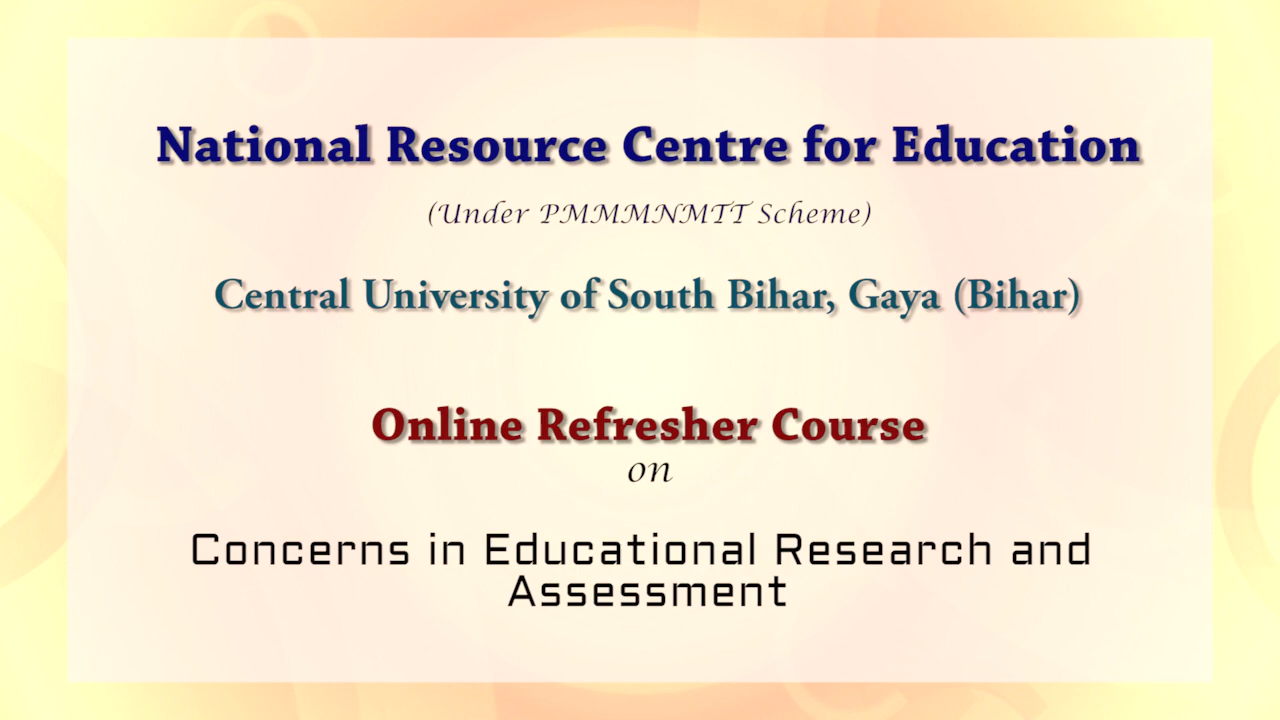 National Resource Centre for Education
(Under PMMMNMTT Scheme)
Central University of South Bihar, Gaya (Bihar)
Online Refresher Course
on
Concerns in Educational Research and
Assessment